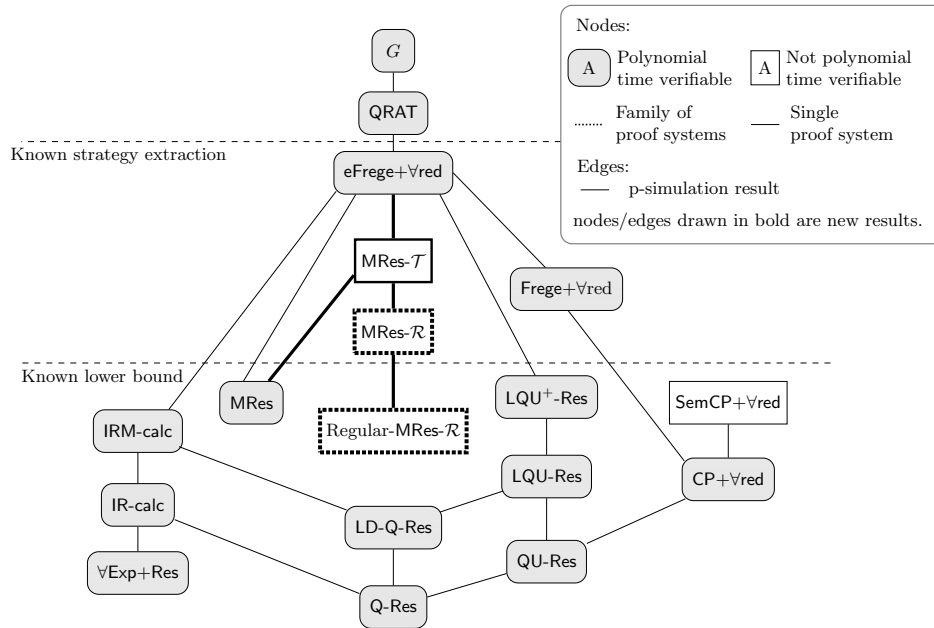 G
QRAT
Known strategy extraction
eFrege+∀red
MRes-𝒯
Frege+∀red
MRes-ℛ
Known lower bound
MRes
LQU⁺-Res
SemCP+∀red
IRM-calc
Regular-MRes-ℛ
LQU-Res
CP+∀red
IR-calc
LD-Q-Res
QU-Res
∀Exp+Res
Q-Res
Nodes:
A
Polynomial
time verifiable
A
Not polynomial
time verifiable
Family of
proof systems
Single
proof system
Edges:
p-simulation result
nodes/edges drawn in bold are new results.